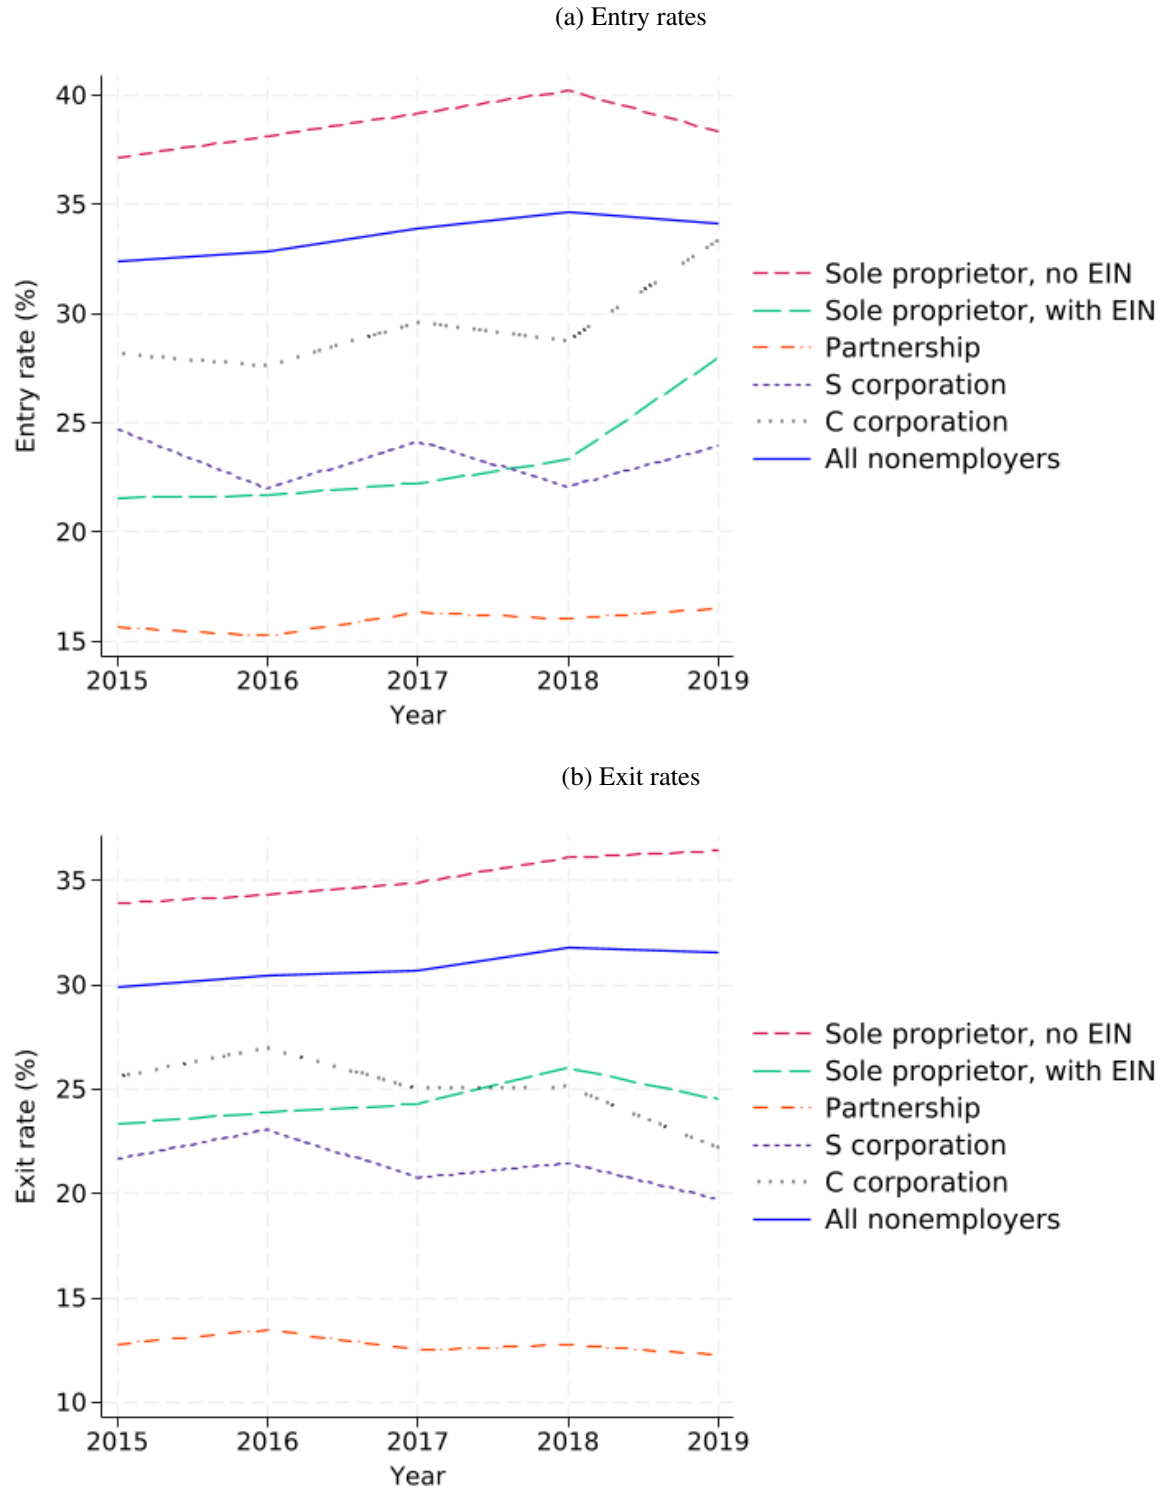 (a) Entry rates
40
35
30
25
20
15
Entry rate (%)
2015 2016 2017 2018 2019
Year
Sole proprietor, no EIN
Sole proprietor, with EIN
Partnership
S corporation
C corporation
All nonemployers
(b) Exit rates
35
30
25
20
15
10
Exit rate (%)
2015 2016 2017 2018 2019
Year
Sole proprietor, no EIN
Sole proprietor, with EIN
Partnership
S corporation
C corporation
All nonemployers